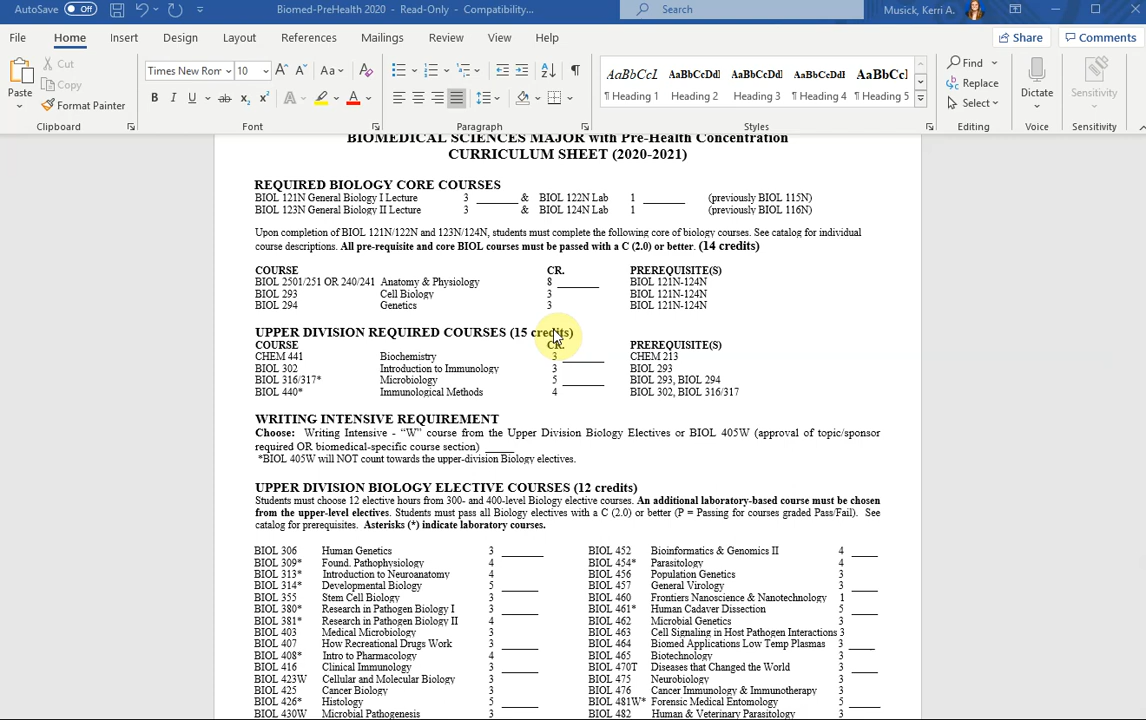 AutoSave Off Biomed-PreHealth 2020 - Read-Only - Compatibility... Search Musick, Kerri A.
File Home Insert Design Layout References Mailings Review View Help Share Comments
Paste Cut Copy Format Painter Clipboard
Times New Rom 10 A A Aa A
B I U ab x2 x2 A A Font
Paragraph
AaBbCcL AaBbCcDd AaBbCcDd AaBbCcDd AaBbCc
¶ Heading 1 Heading 2 Heading 3 ¶ Heading 4 ¶ Heading 5
Styles
Find Replace Select Editing
Dictate Voice
Sensitivity Sensitivity
BIOMEDICAL SCIENCES MAJOR with Pre-Health Concentration
CURRICULUM SHEET (2020-2021)
REQUIRED BIOLOGY CORE COURSES
BIOL 121N General Biology I Lecture 3 ________ & BIOL 122N Lab 1 ________ (previously BIOL 115N)
BIOL 123N General Biology II Lecture 3 & BIOL 124N Lab 1 (previously BIOL 116N)
Upon completion of BIOL 121N/122N and 123N/124N, students must complete the following core of biology courses. See catalog for individual
course descriptions. All pre-requisite and core BIOL courses must be passed with a C (2.0) or better. (14 credits)
COURSE CR. PREREQUISITE(S)
BIOL 2501/251 OR 240/241 Anatomy & Physiology 8 ________ BIOL 121N-124N
BIOL 293 Cell Biology 3 BIOL 121N-124N
BIOL 294 Genetics 3 BIOL 121N-124N
UPPER DIVISION REQUIRED COURSES (15 credits)
COURSE CR. PREREQUISITE(S)
CHEM 441 Biochemistry 3 ________ CHEM 213
BIOL 302 Introduction to Immunology 3 BIOL 293
BIOL 316/317* Microbiology 5 ________ BIOL 293, BIOL 294
BIOL 440* Immunological Methods 4 BIOL 302, BIOL 316/317
WRITING INTENSIVE REQUIREMENT
Choose: Writing Intensive - “W” course from the Upper Division Biology Electives or BIOL 405W (approval of topic/sponsor
required OR biomedical-specific course section) _____
*BIOL 405W will NOT count towards the upper-division Biology electives.
UPPER DIVISION BIOLOGY ELECTIVE COURSES (12 credits)
Students must choose 12 elective hours from 300- and 400-level Biology elective courses. An additional laboratory-based course must be chosen
from the upper-level electives. Students must pass all Biology electives with a C (2.0) or better (P = Passing for courses graded Pass/Fail). See
catalog for prerequisites. Asterisks (*) indicate laboratory courses.
BIOL 306 Human Genetics 3 ________ BIOL 452 Bioinformatics & Genomics II 4 _____
BIOL 309* Found. Pathophysiology 4 BIOL 454* Parasitology 4
BIOL 313* Introduction to Neuroanatomy 4 BIOL 456 Population Genetics 3
BIOL 314* Developmental Biology 5 BIOL 457 General Virology 3
BIOL 355 Stem Cell Biology 3 BIOL 460 Frontiers Nanoscience & Nanotechnology 1
BIOL 380* Research in Pathogen Biology I 3 BIOL 461* Human Cadaver Dissection 5
BIOL 381* Research in Pathogen Biology II 4 BIOL 462 Microbial Genetics 3
BIOL 403 Medical Microbiology 3 BIOL 463 Cell Signaling in Host Pathogen Interactions 3
BIOL 407 How Recreational Drugs Work 3 BIOL 464 Biomed Applications Low Temp Plasmas 3
BIOL 408* Intro to Pharmacology 4 BIOL 465 Biotechnology 3
BIOL 416 Clinical Immunology 3 BIOL 470T Diseases that Changed the World 3
BIOL 423W Cellular and Molecular Biology 3 BIOL 475 Neurobiology 3
BIOL 425 Cancer Biology 3 BIOL 476 Cancer Immunology & Immunotherapy 3
BIOL 426* Histology 5 BIOL 481W* Forensic Medical Entomology 5
BIOL 430W Microbial Pathogenesis 3 BIOL 482 Human & Veterinary Parasitology 3